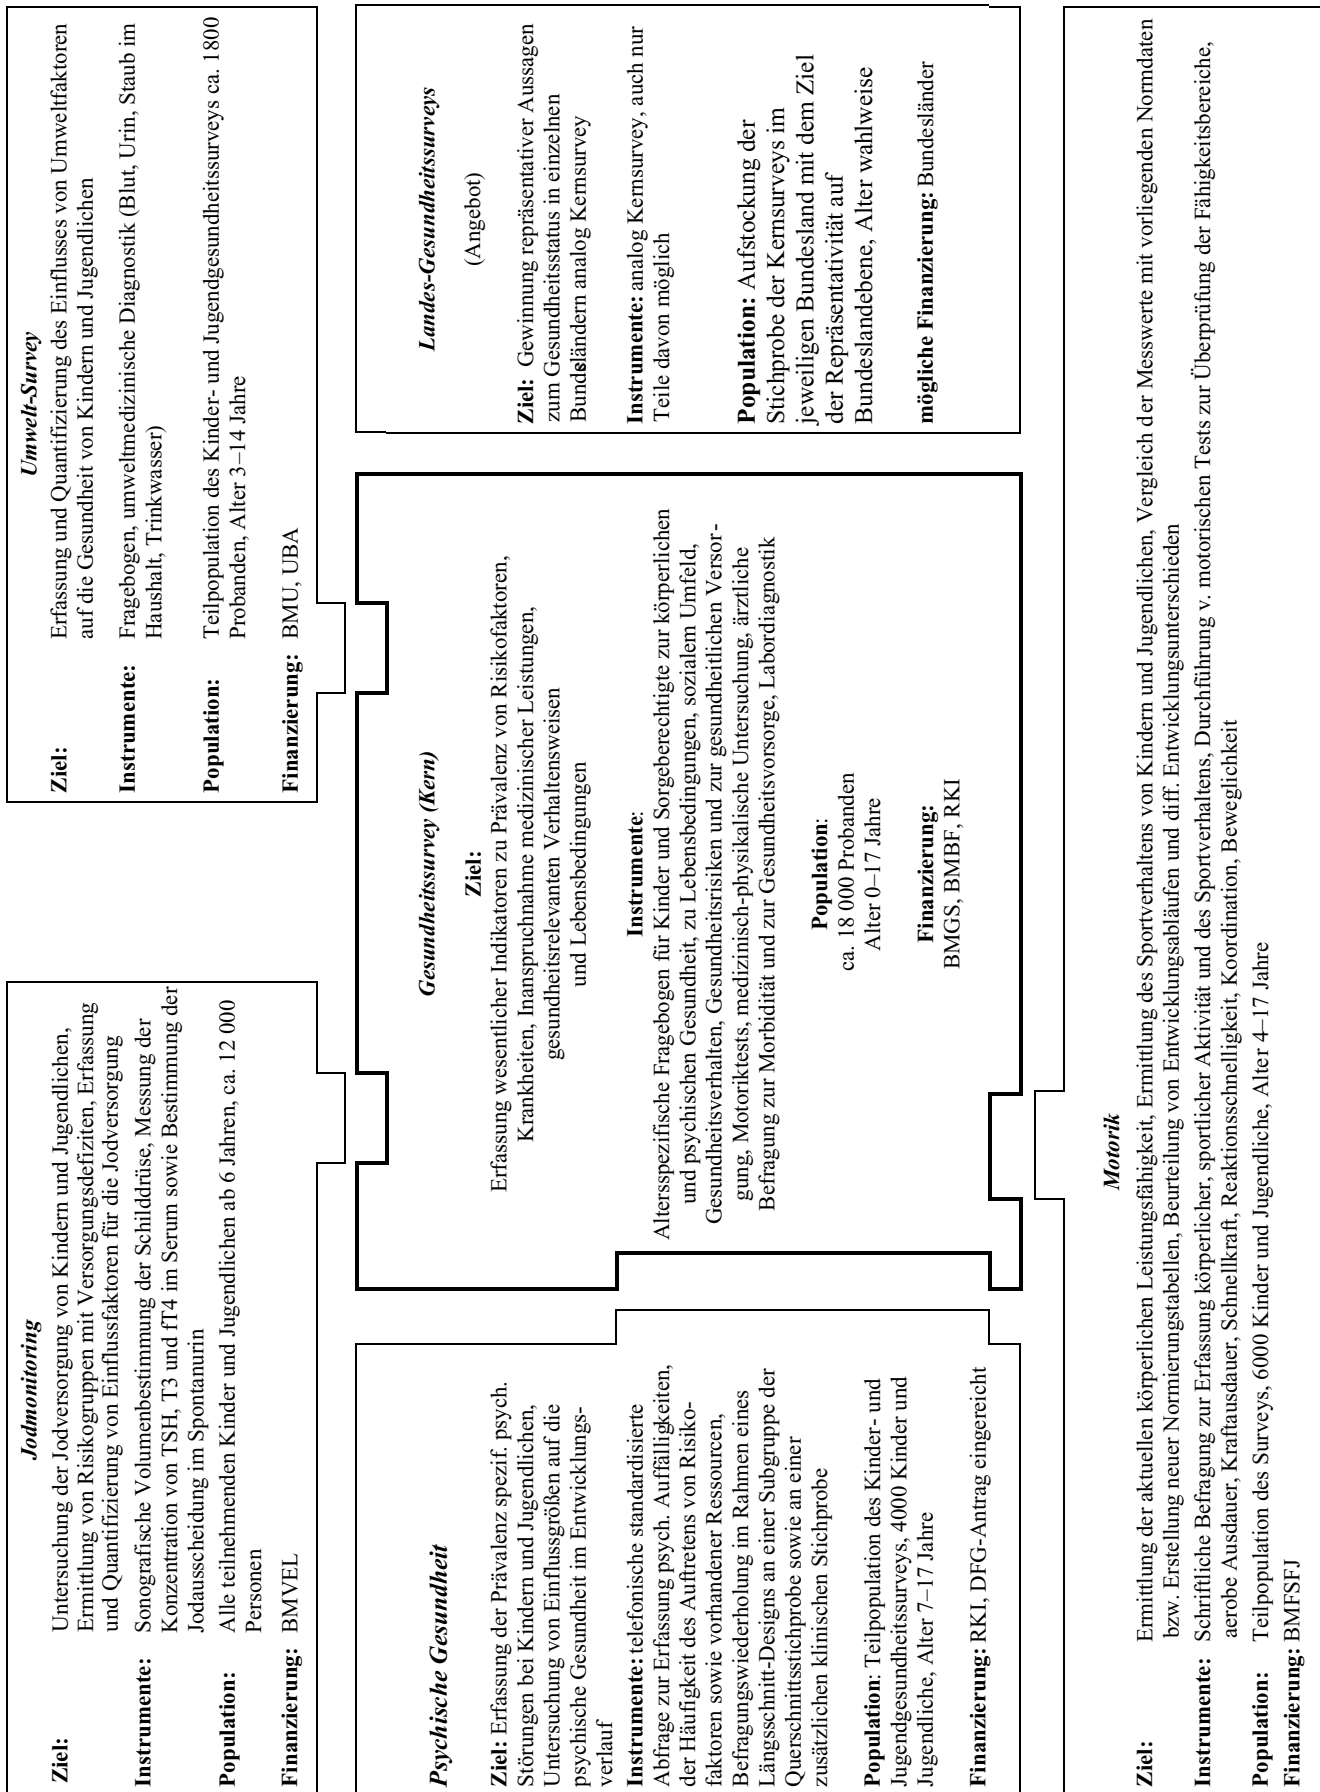 Jodmonitoring
Ziel: Untersuchung der Jodversorgung von Kindern und Jugendlichen,
Ermittlung von Risikogruppen mit Versorgungsdefiziten, Erfassung
und Quantifizierung von Einflussfaktoren für die Jodversorgung
Instrumente: Sonografische Volumenbestimmung der Schilddrüse, Messung der
Konzentration von TSH, T3 und fT4 im Serum sowie Bestimmung der
Jodausscheidung im Spontanurin
Population: Alle teilnehmenden Kinder und Jugendlichen ab 6 Jahren, ca. 12 000
Personen
Finanzierung: BMVEL
Umwelt-Survey
Ziel: Erfassung und Quantifizierung des Einflusses von Umweltfaktoren
auf die Gesundheit von Kindern und Jugendlichen
Instrumente: Fragebogen, umweltmedizinische Diagnostik (Blut, Urin, Staub im
Haushalt, Trinkwasser)
Population: Teilpopulation des Kinder- und Jugendgesundheitssurveys ca. 1800
Probanden, Alter 3–14 Jahre
Finanzierung: BMU, UBA
Psychische Gesundheit
Ziel: Erfassung der Prävalenz spezif. psych.
Störungen bei Kindern und Jugendlichen,
Untersuchung von Einflussgrößen auf die
psychische Gesundheit im Entwicklungs-
verlauf
Instrumente: telefonische standardisierte
Abfrage zur Erfassung psych. Auffälligkeiten,
der Häufigkeit des Auftretens von Risiko-
faktoren sowie vorhandener Ressourcen,
Befragungswiederholung im Rahmen eines
Längsschnitt-Designs an einer Subgruppe der
Querschnittsstichprobe sowie an einer
zusätzlichen klinischen Stichprobe
Population: Teilpopulation des Kinder- und
Jugendgesundheitssurveys, 4000 Kinder und
Jugendliche, Alter 7–17 Jahre
Finanzierung: RKI, DFG-Antrag eingereicht
Gesundheitssurvey (Kern)
Ziel:
Erfassung wesentlicher Indikatoren zu Prävalenz von Risikofaktoren,
Krankheiten, Inanspruchnahme medizinischer Leistungen,
gesundheitsrelevanten Verhaltensweisen
und Lebensbedingungen
Instrumente:
Altersspezifische Fragebogen für Kinder und Sorgeberechtigte zur körperlichen
und psychischen Gesundheit, zu Lebensbedingungen, sozialem Umfeld,
Gesundheitsverhalten, Gesundheitsrisiken und zur gesundheitlichen Versor-
gung, Motoriktests, medizinisch-physikalische Untersuchung, ärztliche
Befragung zur Morbidität und zur Gesundheitsvorsorge, Labordiagnostik
Population:
ca. 18 000 Probanden
Alter 0–17 Jahre
Finanzierung:
BMGS, BMBF, RKI
Landes-Gesundheitssurveys
(Angebot)
Ziel: Gewinnung repräsentativer Aussagen
zum Gesundheitsstatus in einzelnen
Bundesländern analog Kernsurvey
Instrumente: analog Kernsurvey, auch nur
Teile davon möglich
Population: Aufstockung der
Stichprobe der Kernsurveys im
jeweiligen Bundesland mit dem Ziel
der Repräsentativität auf
Bundeslandebene, Alter wahlweise
mögliche Finanzierung: Bundesländer
Motorik
Ziel: Ermittlung der aktuellen körperlichen Leistungsfähigkeit, Ermittlung des Sportverhaltens von Kindern und Jugendlichen, Vergleich der Messwerte mit vorliegenden Normdaten
bzw. Erstellung neuer Normierungstabellen, Beurteilung von Entwicklungsabläufen und diff. Entwicklungsunterschieden
Instrumente: Schriftliche Befragung zur Erfassung körperlicher, sportlicher Aktivität und des Sportverhaltens, Durchführung v. motorischen Tests zur Überprüfung der Fähigkeitsbereiche,
aerobe Ausdauer, Kraftausdauer, Schnellkraft, Reaktionsschnelligkeit, Koordination, Beweglichkeit
Population: Teilpopulation des Surveys, 6000 Kinder und Jugendliche, Alter 4–17 Jahre
Finanzierung: BMFSFJ